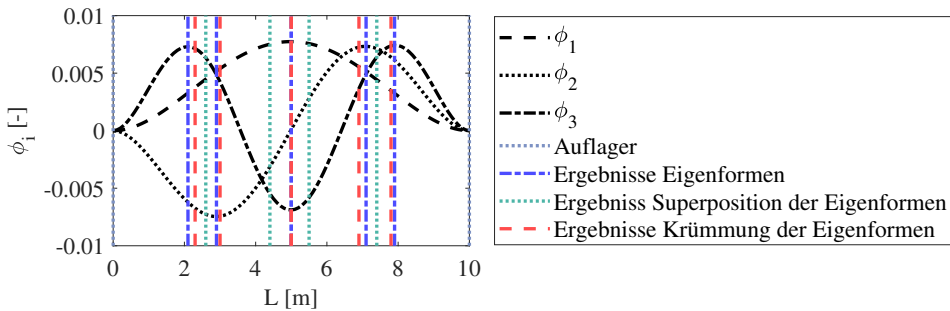 0.01
0.005
0
-0.005
-0.01
ϕi [-]
0 2 4 6 8 10
L [m]
ϕ1
ϕ2
ϕ3
Auflager
Ergebnisse Eigenformen
Ergebniss Superposition der Eigenformen
Ergebnisse Krümmung der Eigenformen